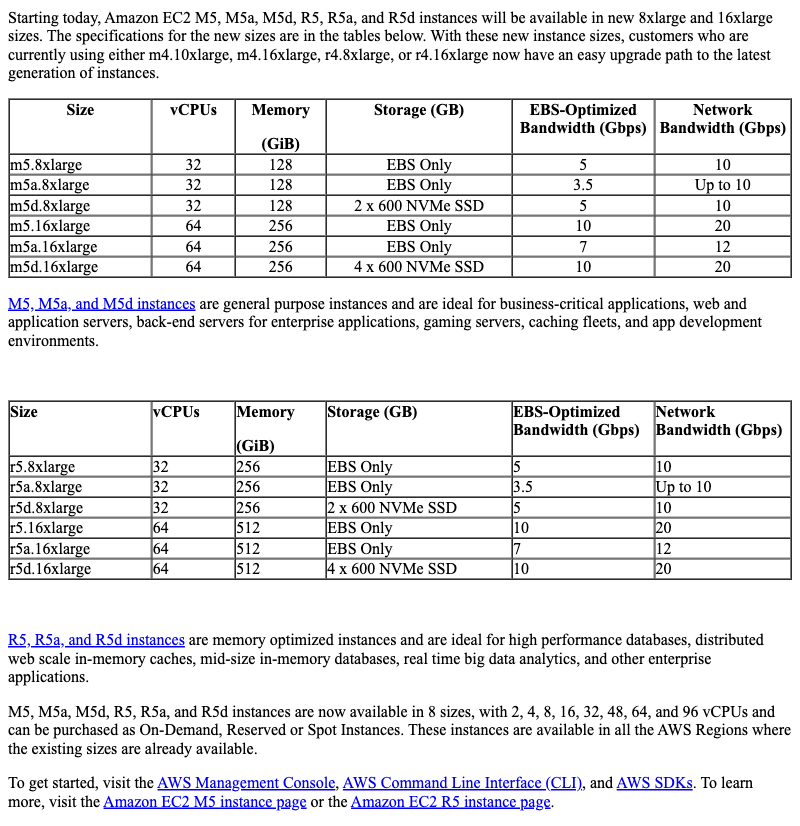 Starting today, Amazon EC2 M5, M5a, M5d, R5, R5a, and R5d instances will be available in new 8xlarge and 16xlarge
sizes. The specifications for the new sizes are in the tables below. With these new instance sizes, customers who are
currently using either m4.10xlarge, m4.16xlarge, r4.8xlarge, or r4.16xlarge now have an easy upgrade path to the latest
generation of instances.
Size vCPUs Memory (GiB) Storage (GB) EBS-Optimized Bandwidth (Gbps) Network Bandwidth (Gbps)
m5.8xlarge 32 128 EBS Only 5 10
m5a.8xlarge 32 128 EBS Only 3.5 Up to 10
m5d.8xlarge 32 128 2 x 600 NVMe SSD 5 10
m5.16xlarge 64 256 EBS Only 10 20
m5a.16xlarge 64 256 EBS Only 7 12
m5d.16xlarge 64 256 4 x 600 NVMe SSD 10 20
M5, M5a, and M5d instances are general purpose instances and are ideal for business-critical applications, web and
application servers, back-end servers for enterprise applications, gaming servers, caching fleets, and app development
environments.
Size vCPUs Memory (GiB) Storage (GB) EBS-Optimized Bandwidth (Gbps) Network Bandwidth (Gbps)
r5.8xlarge 32 256 EBS Only 5 10
r5a.8xlarge 32 256 EBS Only 3.5 Up to 10
r5d.8xlarge 32 256 2 x 600 NVMe SSD 5 10
r5.16xlarge 64 512 EBS Only 10 20
r5a.16xlarge 64 512 EBS Only 7 12
r5d.16xlarge 64 512 4 x 600 NVMe SSD 10 20
R5, R5a, and R5d instances are memory optimized instances and are ideal for high performance databases, distributed
web scale in-memory caches, mid-size in-memory databases, real time big data analytics, and other enterprise
applications.
M5, M5a, M5d, R5, R5a, and R5d instances are now available in 8 sizes, with 2, 4, 8, 16, 32, 48, 64, and 96 vCPUs and
can be purchased as On-Demand, Reserved or Spot Instances. These instances are available in all the AWS Regions where
the existing sizes are already available.
To get started, visit the AWS Management Console, AWS Command Line Interface (CLI), and AWS SDKs. To learn
more, visit the Amazon EC2 M5 instance page or the Amazon EC2 R5 instance page.